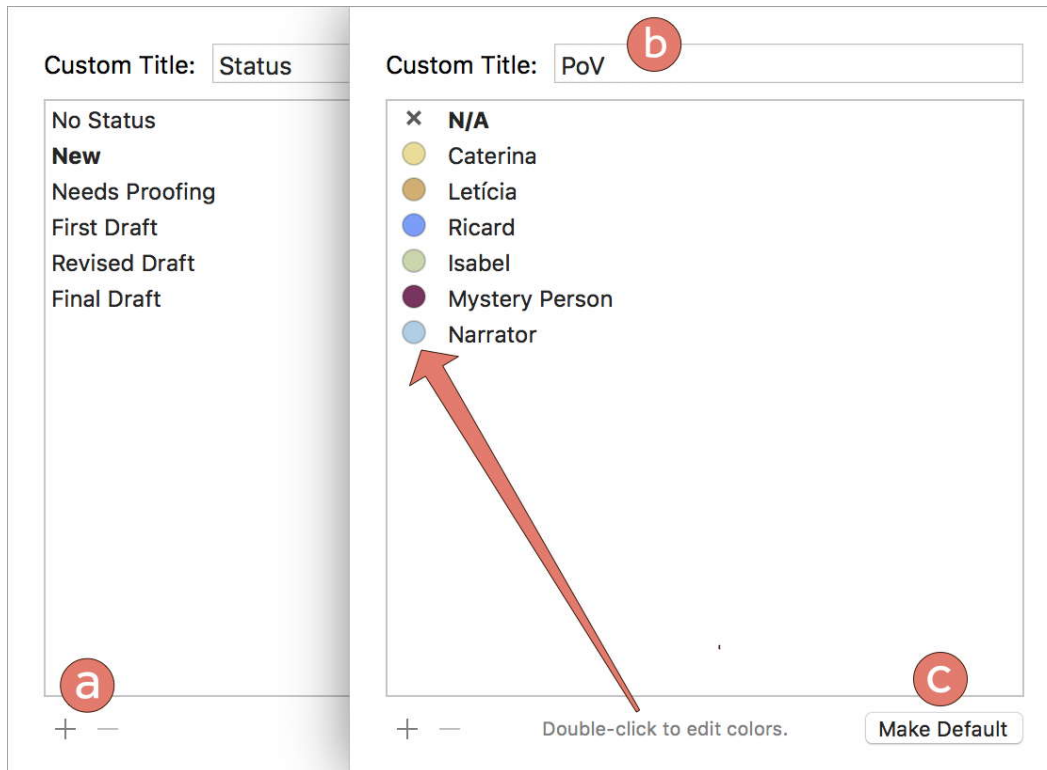 Custom Title: Status
No Status
New
Needs Proofing
First Draft
Revised Draft
Final Draft
a
+ −
b
Custom Title: PoV
× N/A
Caterina
Letícia
Ricard
Isabel
Mystery Person
Narrator
c
+ − Double-click to edit colors. Make Default